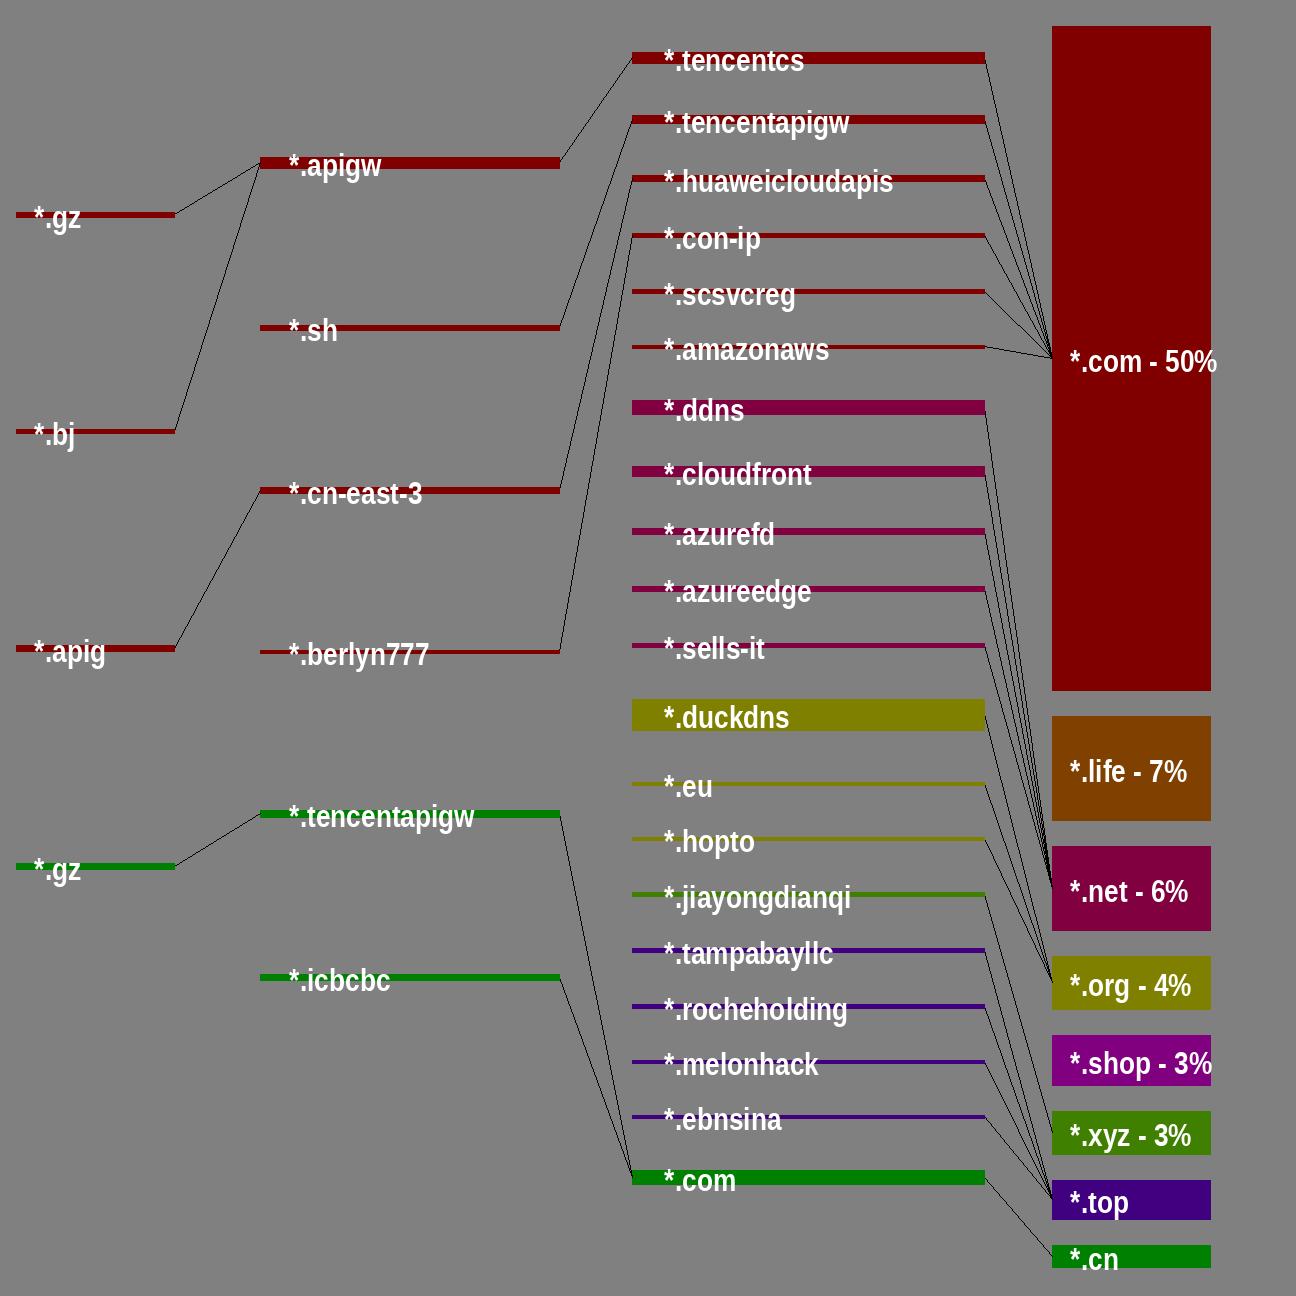 *.gz
*.bj
*.apig
*.gz
*.apigw
*.sh
*.cn-east-3
*.berlyn777
*.tencentapigw
*.icbcbc
*.tencentcs
*.tencentapigw
*.huaweicloudapis
*.con-ip
*.scsvcreg
*.amazonaws
*.ddns
*.cloudfront
*.azurefd
*.azureedge
*.sells-it
*.duckdns
*.eu
*.hopto
*.jiayongdianqi
*.tampabayllc
*.rocheholding
*.melonhack
*.ebnsina
*.com
*.com - 50%
*.life - 7%
*.net - 6%
*.org - 4%
*.shop - 3%
*.xyz - 3%
*.top
*.cn